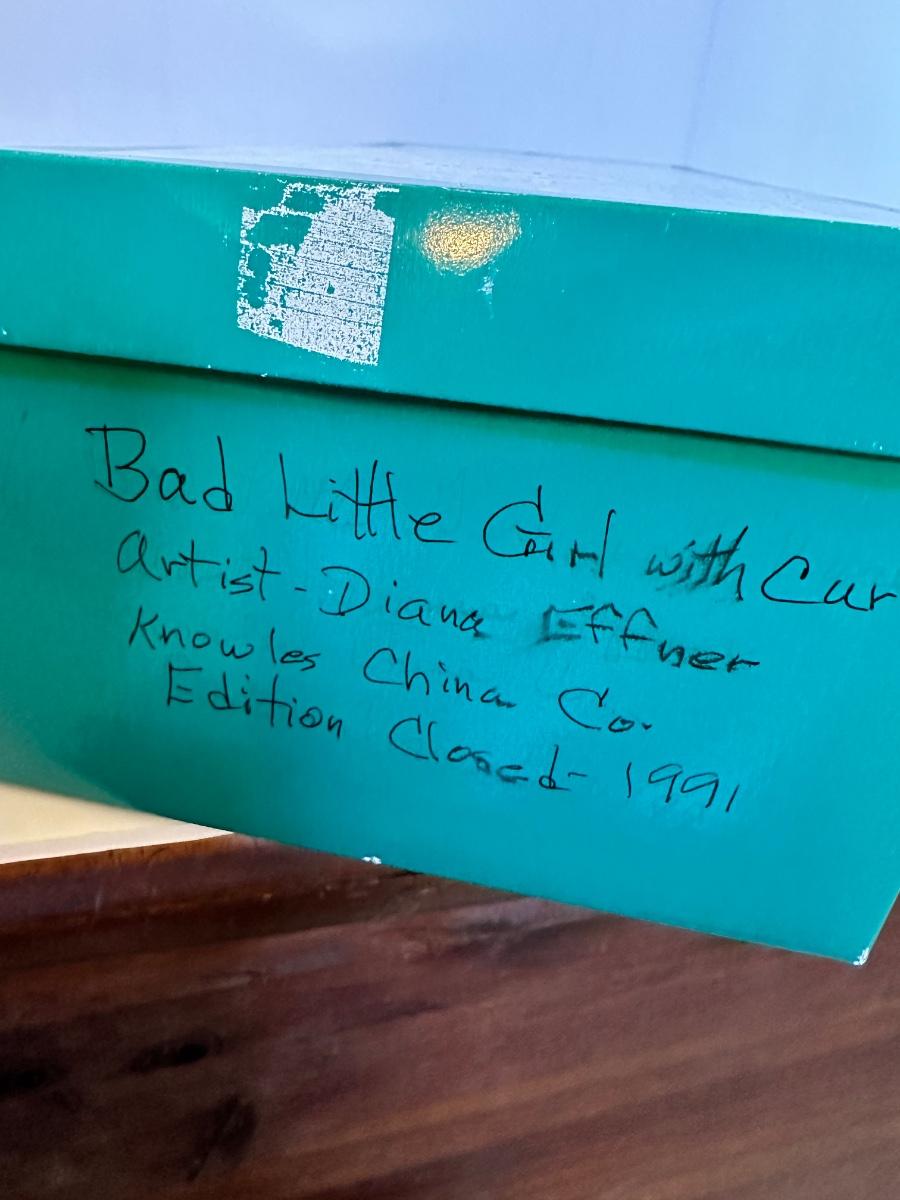 Bad Little Girl with Cur
Artist - Diana Effner
Knowles China Co.
Edition Closed - 1991